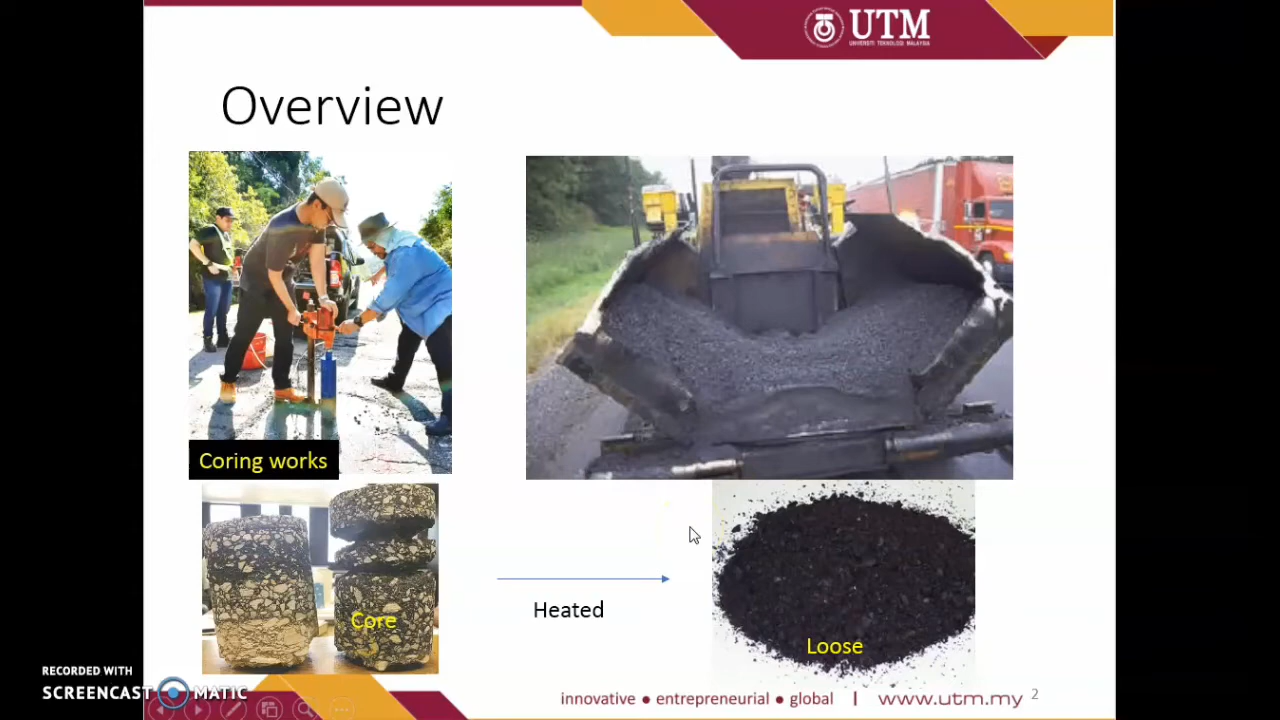 UTM
UNIVERSITI TEKNOLOGI MALAYSIA
Overview
Coring works
Core
Heated
Loose
RECORDED WITH
SCREENCAST MATIC
innovative ● entrepreneurial ● global | www.utm.my 2